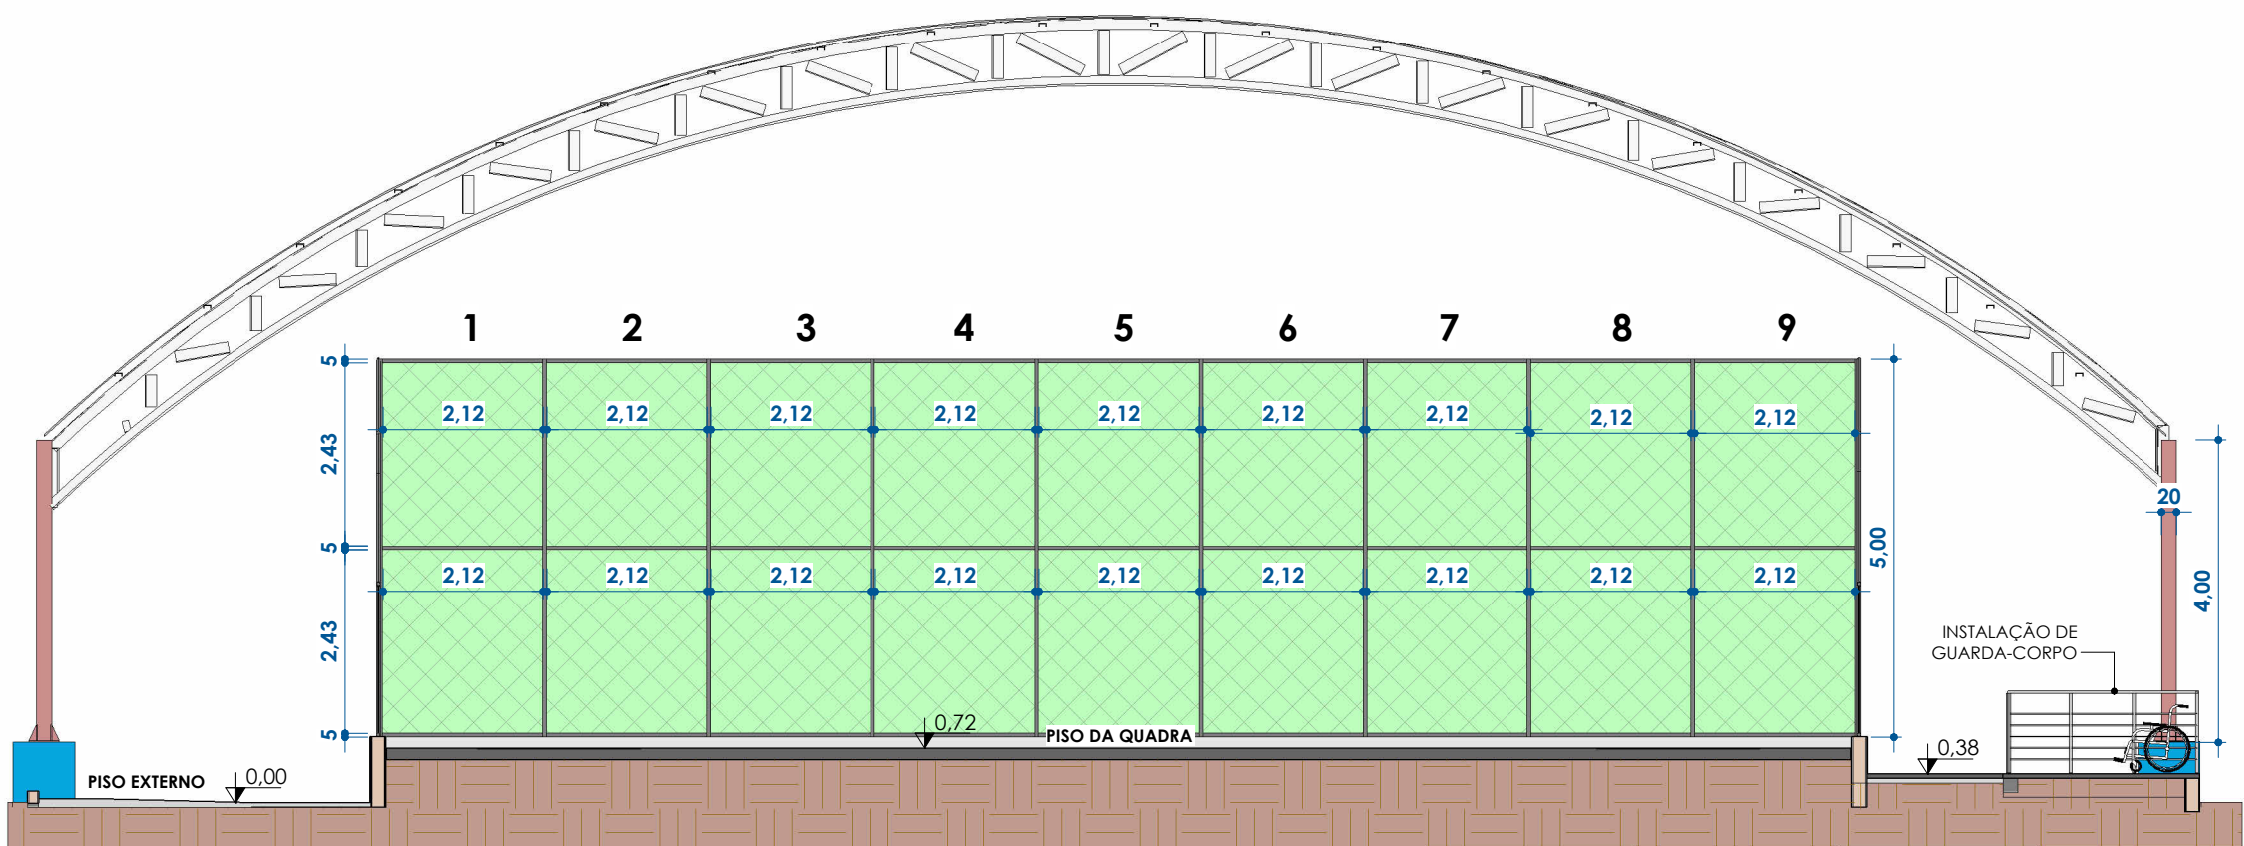 1 2 3 4 5 6 7 8 9
5
2,12 2,12 2,12 2,12 2,12 2,12 2,12 2,12 2,12
2,43
20
5
5,00
2,12 2,12 2,12 2,12 2,12 2,12 2,12 2,12 2,12
4,00
2,43
INSTALAÇÃO DE
GUARDA-CORPO
5
0,72
PISO DA QUADRA
0,38
PISO EXTERNO
0,00